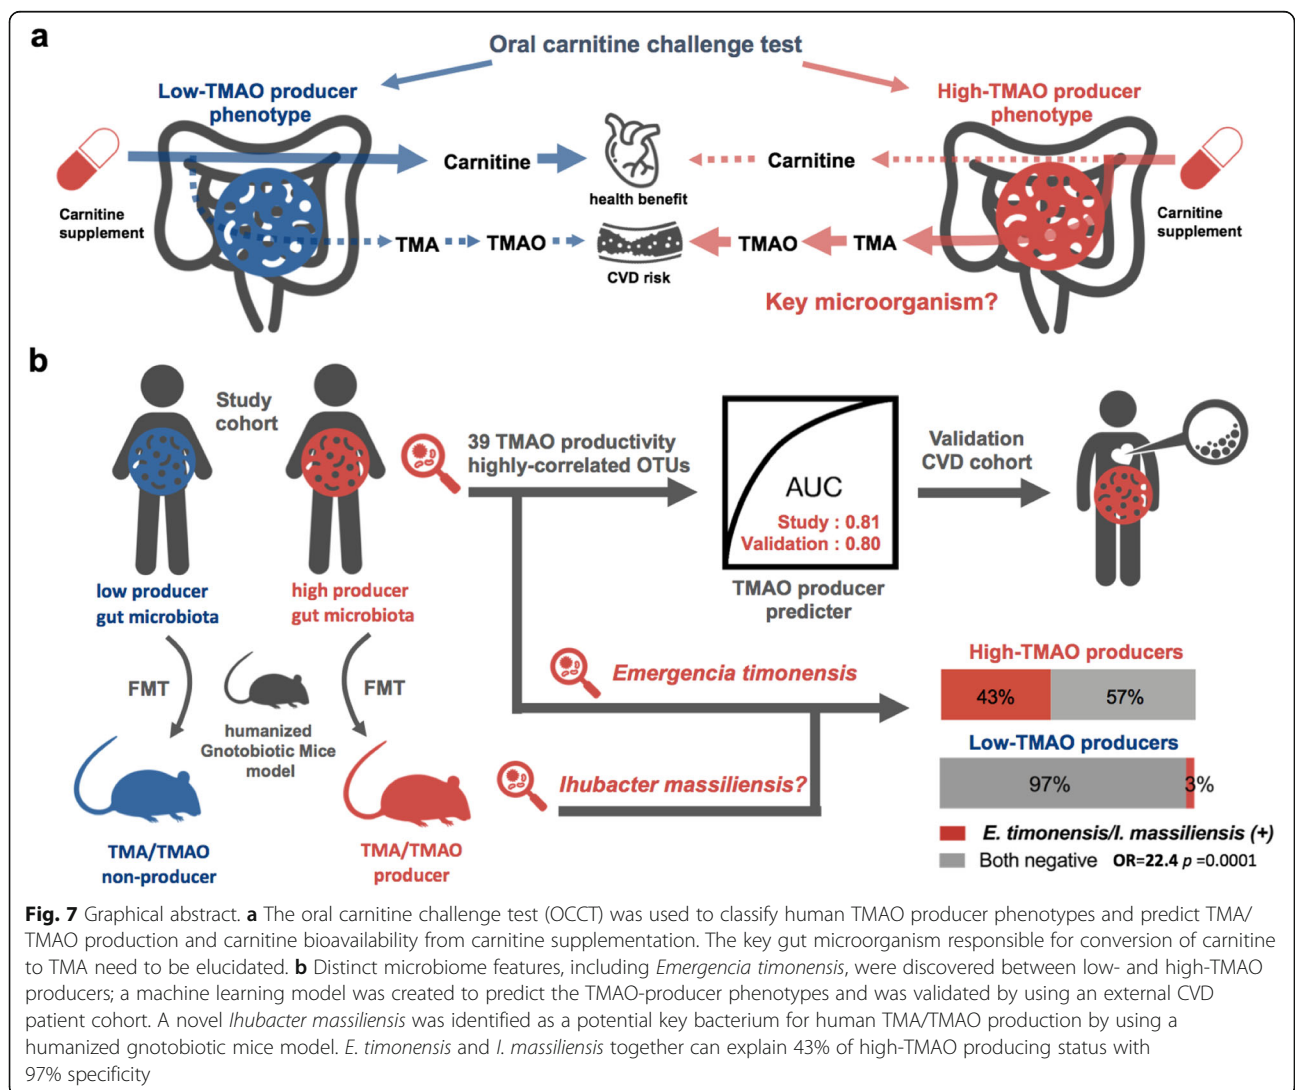 a
Oral carnitine challenge test
Low-TMAO producer
phenotype
High-TMAO producer
phenotype
Carnitine
supplement
Carnitine
health benefit
Carnitine
Carnitine
supplement
TMA
TMAO
CVD risk
TMAO
TMA
Key microorganism?
b
Study
cohort
39 TMAO productivity
highly-correlated OTUs
AUC
Study : 0.81
Validation : 0.80
TMAO producer
predicter
Validation
CVD cohort
low producer
gut microbiota
high producer
gut microbiota
FMT
FMT
humanized
Gnotobiotic Mice
model
TMA/TMAO
non-producer
TMA/TMAO
producer
Emergencia timonensis
Ihubacter massiliensis?
High-TMAO producers
43% 57%
Low-TMAO producers
97% 3%
E. timonensis/I. massiliensis (+)
Both negative OR=22.4 p =0.0001
Fig. 7 Graphical abstract. a The oral carnitine challenge test (OCCT) was used to classify human TMAO producer phenotypes and predict TMA/
TMAO production and carnitine bioavailability from carnitine supplementation. The key gut microorganism responsible for conversion of carnitine
to TMA need to be elucidated. b Distinct microbiome features, including Emergencia timonensis, were discovered between low- and high-TMAO
producers; a machine learning model was created to predict the TMAO-producer phenotypes and was validated by using an external CVD
patient cohort. A novel Ihubacter massiliensis was identified as a potential key bacterium for human TMA/TMAO production by using a
humanized gnotobiotic mice model. E. timonensis and I. massiliensis together can explain 43% of high-TMAO producing status with
97% specificity